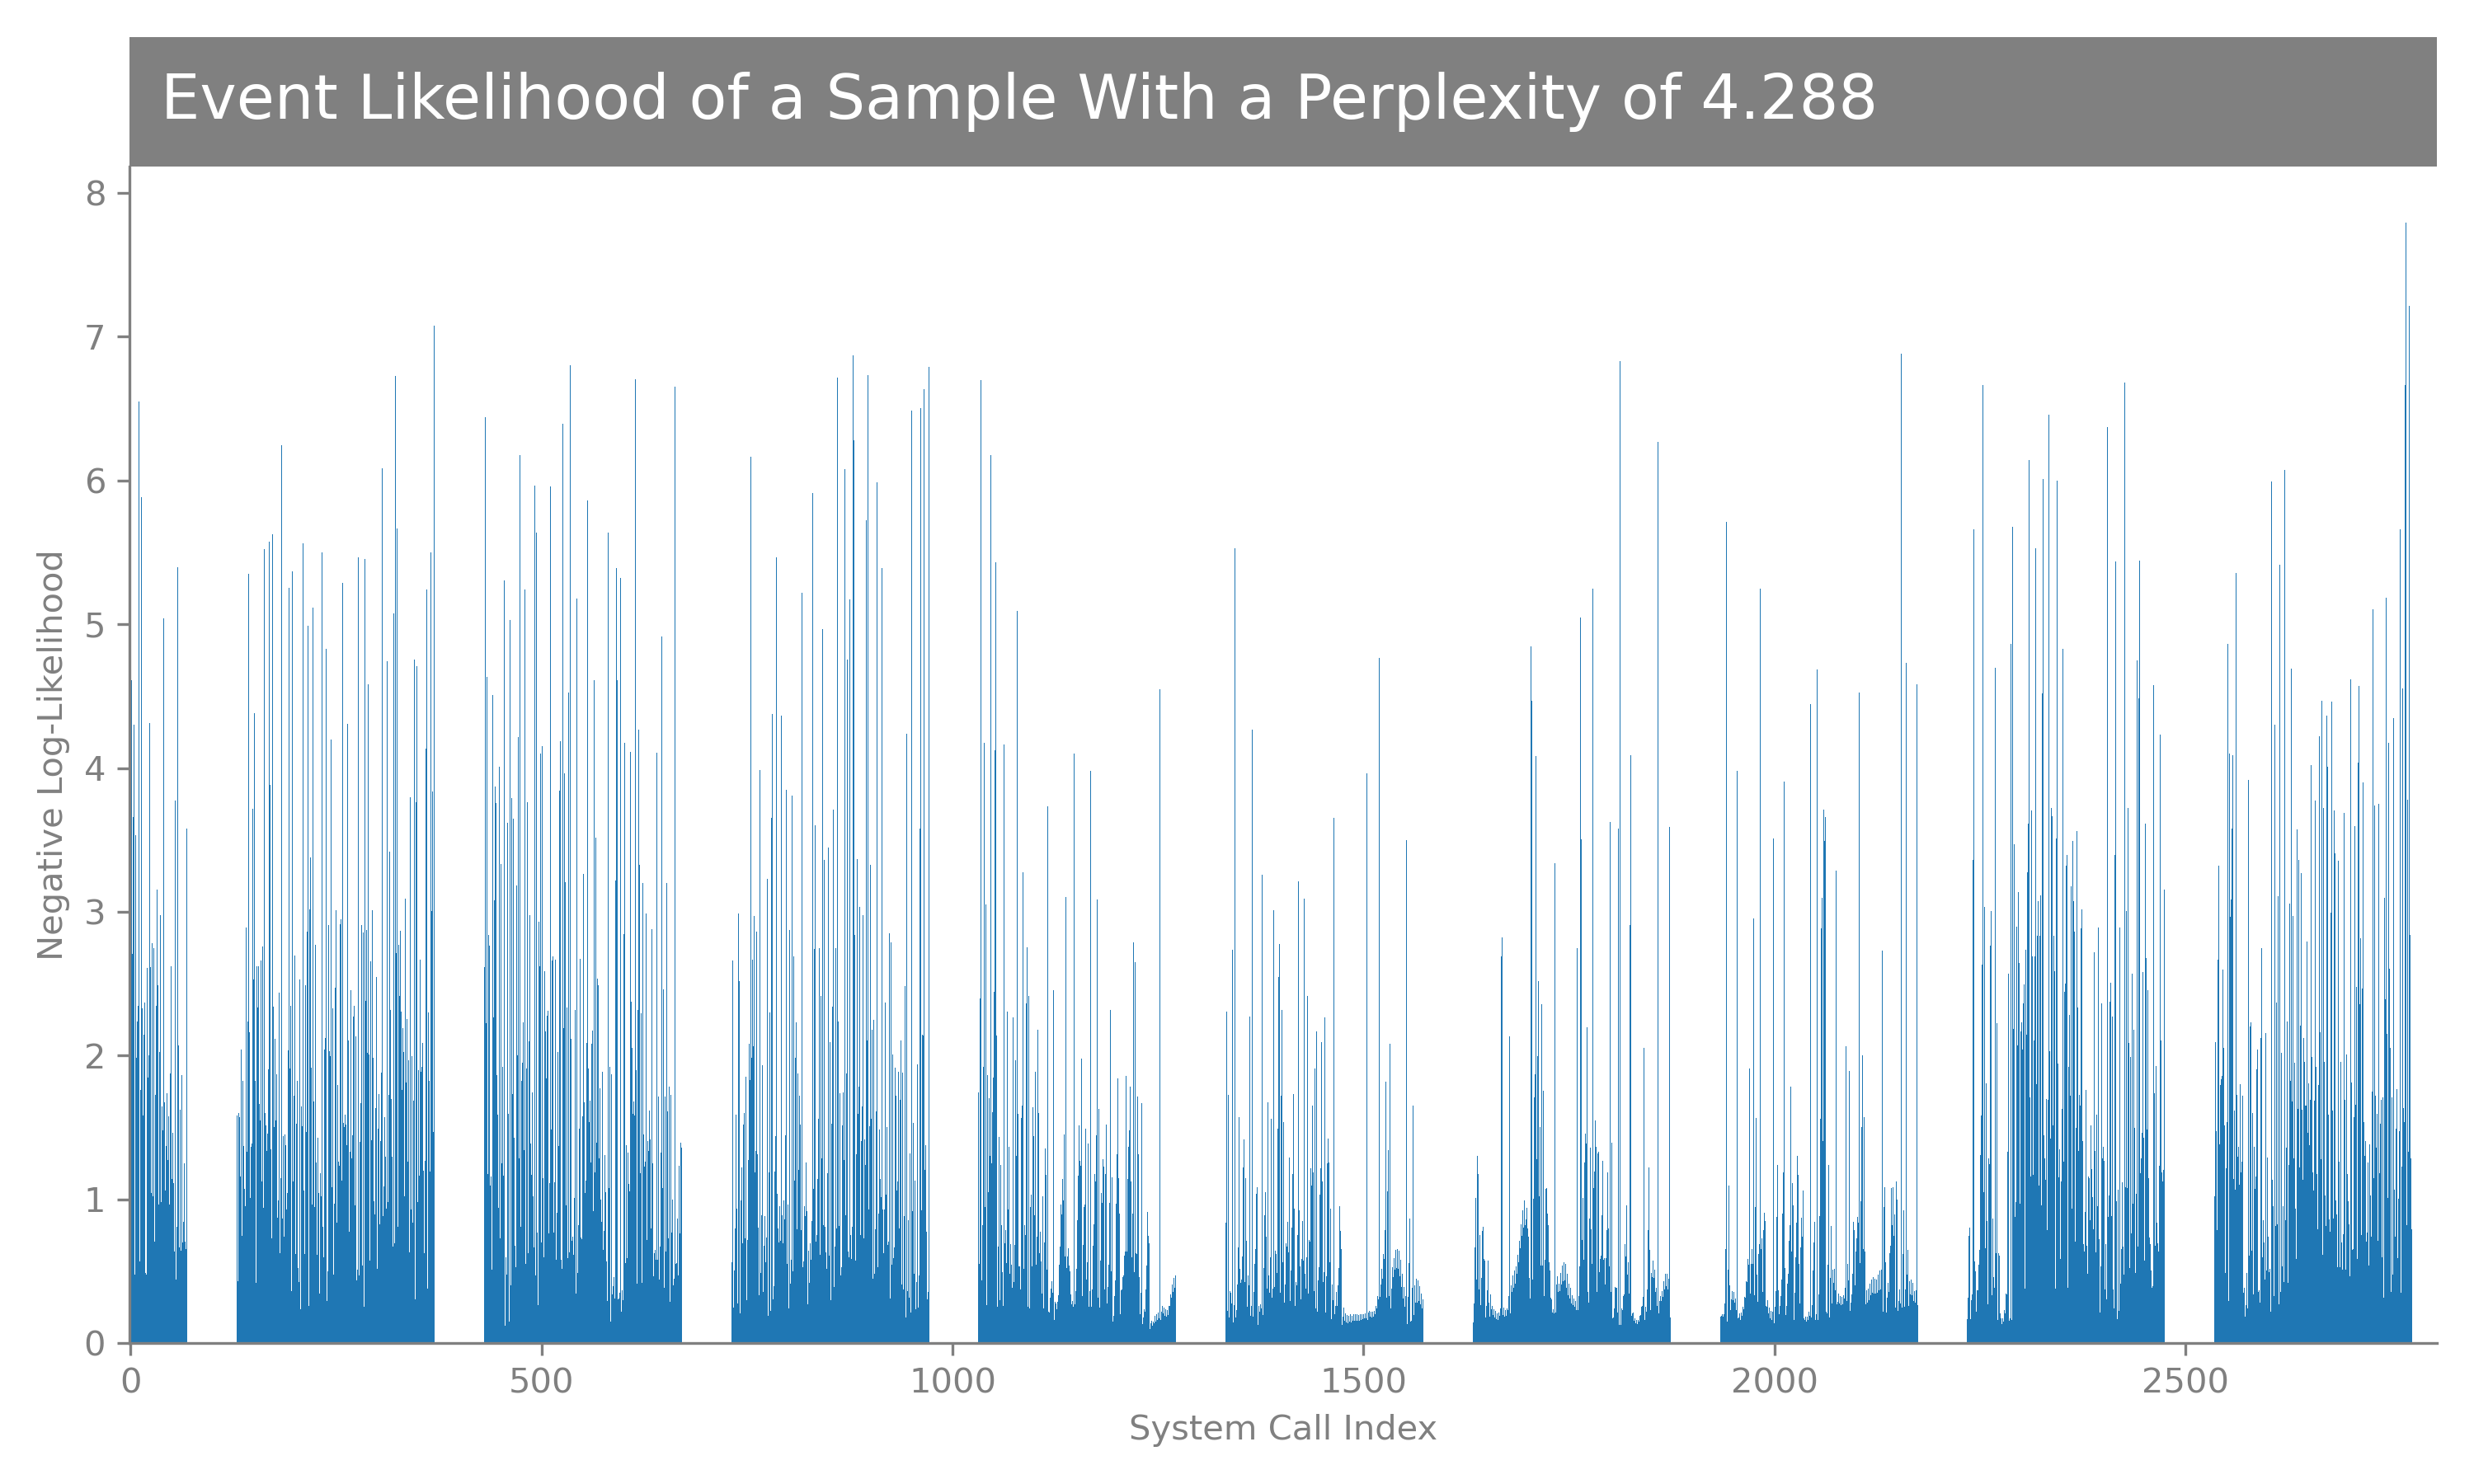 Event Likelihood of a Sample With a Perplexity of 4.288
8
7
6
5
4
3
2
1
0
Negative Log-Likelihood
0 500 1000 1500 2000 2500
System Call Index